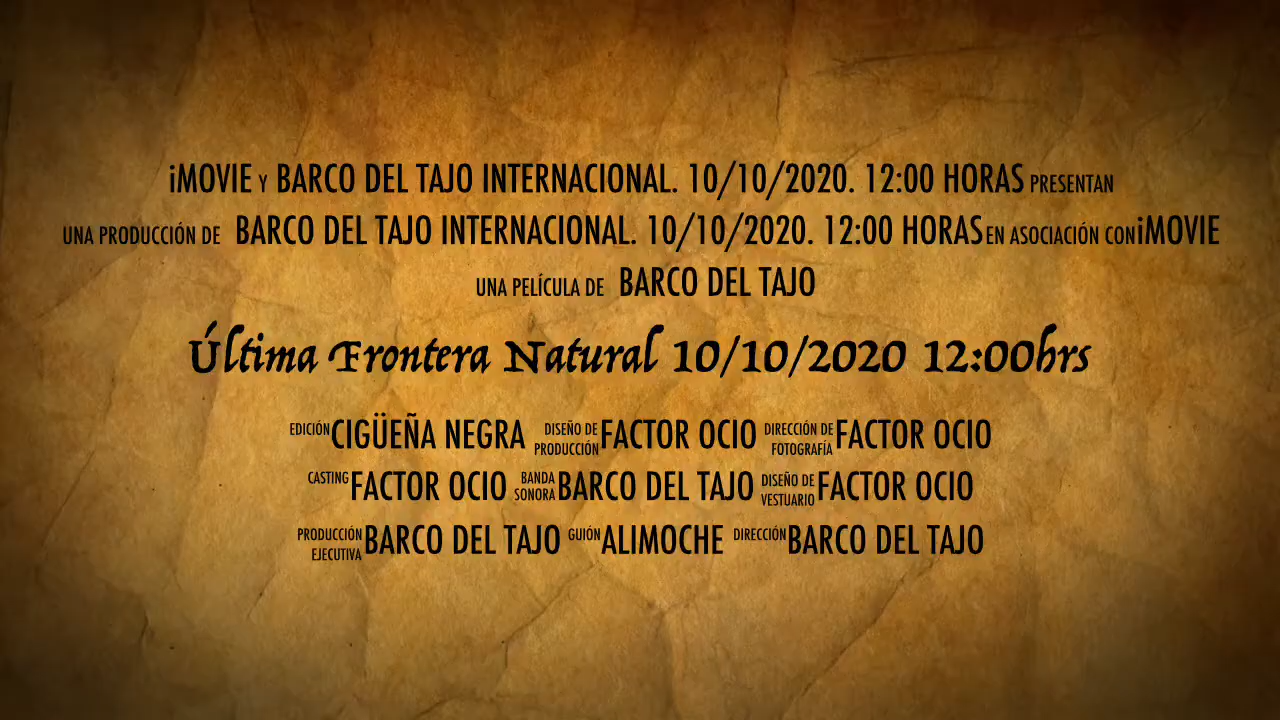 iMOVIE Y BARCO DEL TAJO INTERNACIONAL. 10/10/2020. 12:00 HORAS PRESENTAN
UNA PRODUCCIÓN DE BARCO DEL TAJO INTERNACIONAL. 10/10/2020. 12:00 HORAS EN ASOCIACIÓN CON iMOVIE
UNA PELÍCULA DE BARCO DEL TAJO
Última Frontera Natural 10/10/2020 12:00hrs
EDICIÓN CIGÜEÑA NEGRA DISEÑO DE PRODUCCIÓN FACTOR OCIO DIRECCIÓN DE FOTOGRAFÍA FACTOR OCIO
CASTING FACTOR OCIO BANDA SONORA BARCO DEL TAJO DISEÑO DE VESTUARIO FACTOR OCIO
PRODUCCIÓN EJECUTIVA BARCO DEL TAJO GUIÓN ALIMOCHE DIRECCIÓN BARCO DEL TAJO